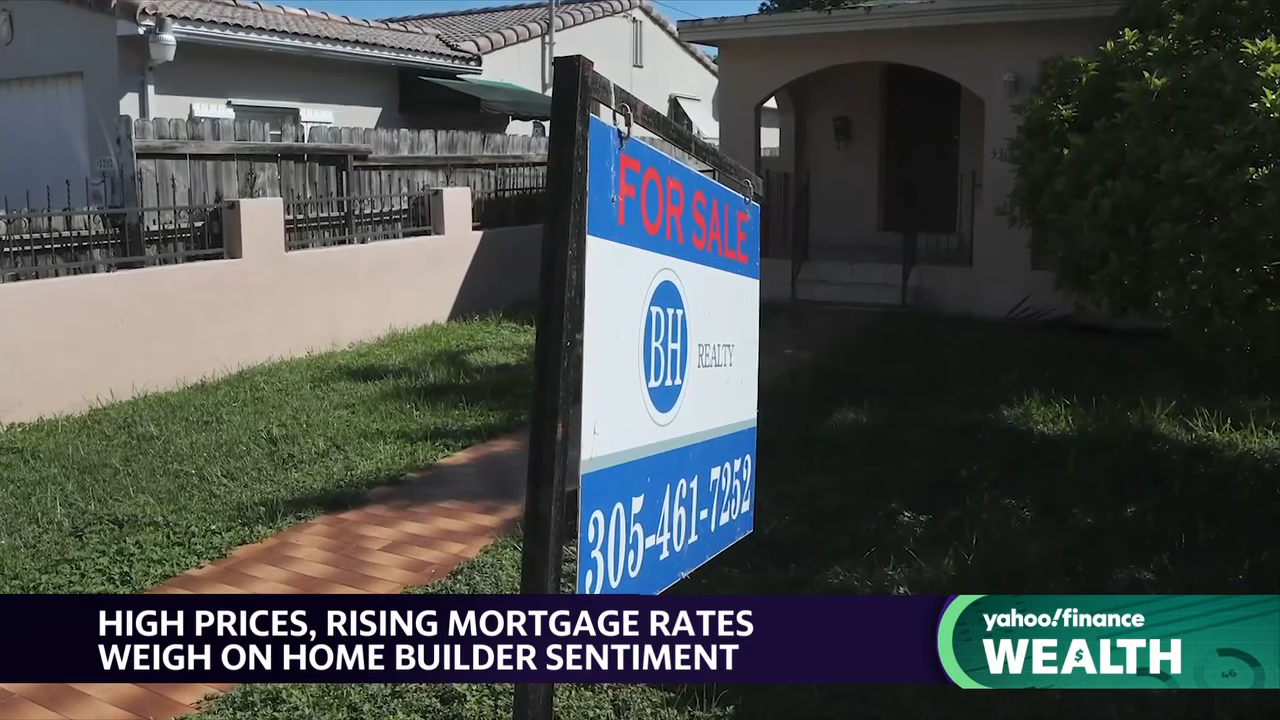 FOR SALE
BH
REALTY
305-461-7252
HIGH PRICES, RISING MORTGAGE RATES
WEIGH ON HOME BUILDER SENTIMENT
yahoo!finance
WEALTH